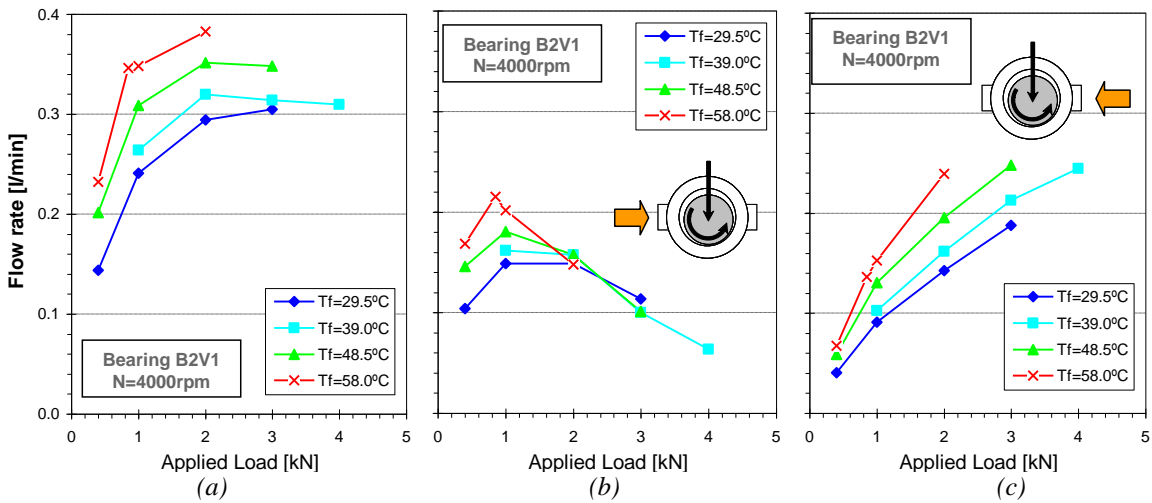 0.4
0.3
0.2
0.1
0.0
Flow rate [l/min]
Tf=29.5ºC
Tf=39.0ºC
Tf=48.5ºC
Tf=58.0ºC
Bearing B2V1
N=4000rpm
0 1 2 3 4 5
Applied Load [kN]
(a)
Bearing B2V1
N=4000rpm
Tf=29.5ºC
Tf=39.0ºC
Tf=48.5ºC
Tf=58.0ºC
0 1 2 3 4 5
Applied Load [kN]
(b)
Bearing B2V1
N=4000rpm
Tf=29.5ºC
Tf=39.0ºC
Tf=48.5ºC
Tf=58.0ºC
0 1 2 3 4 5
Applied Load [kN]
(c)